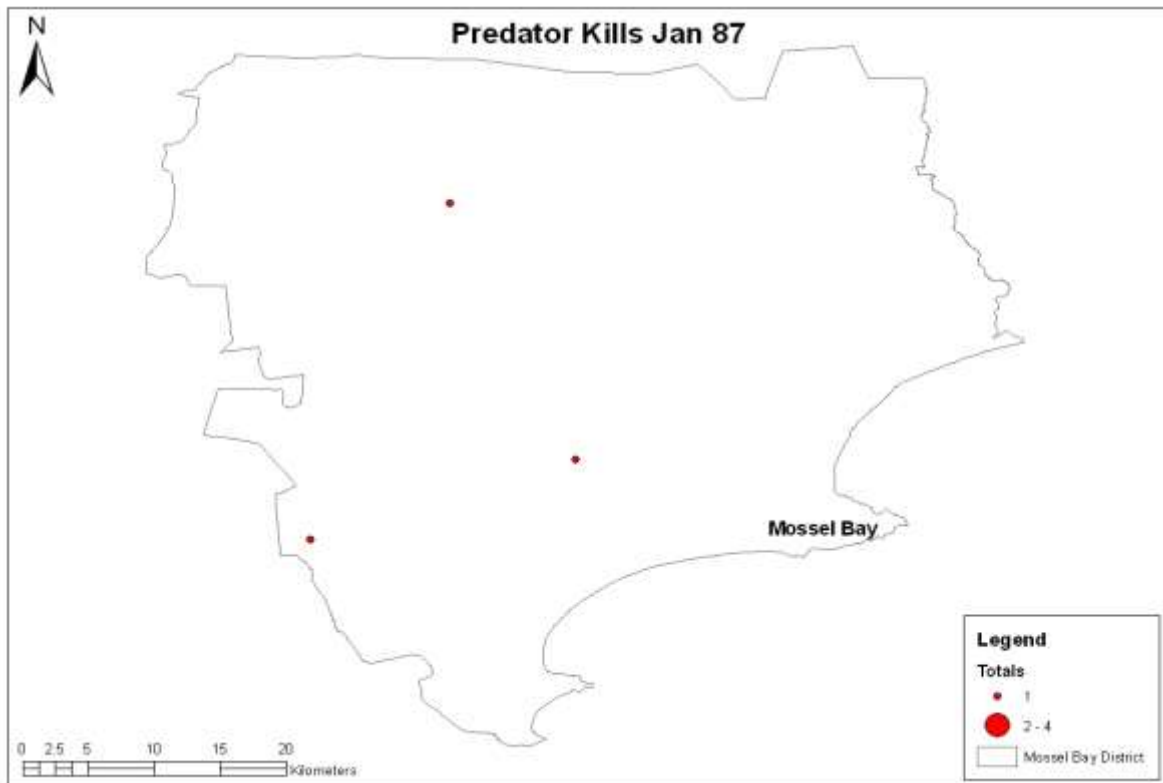 N
Predator Kills Jan 87
Mossel Bay
Legend
Totals
1
2 - 4
Mossel Bay District
0 2.5 5 10 15 20
Kilometers